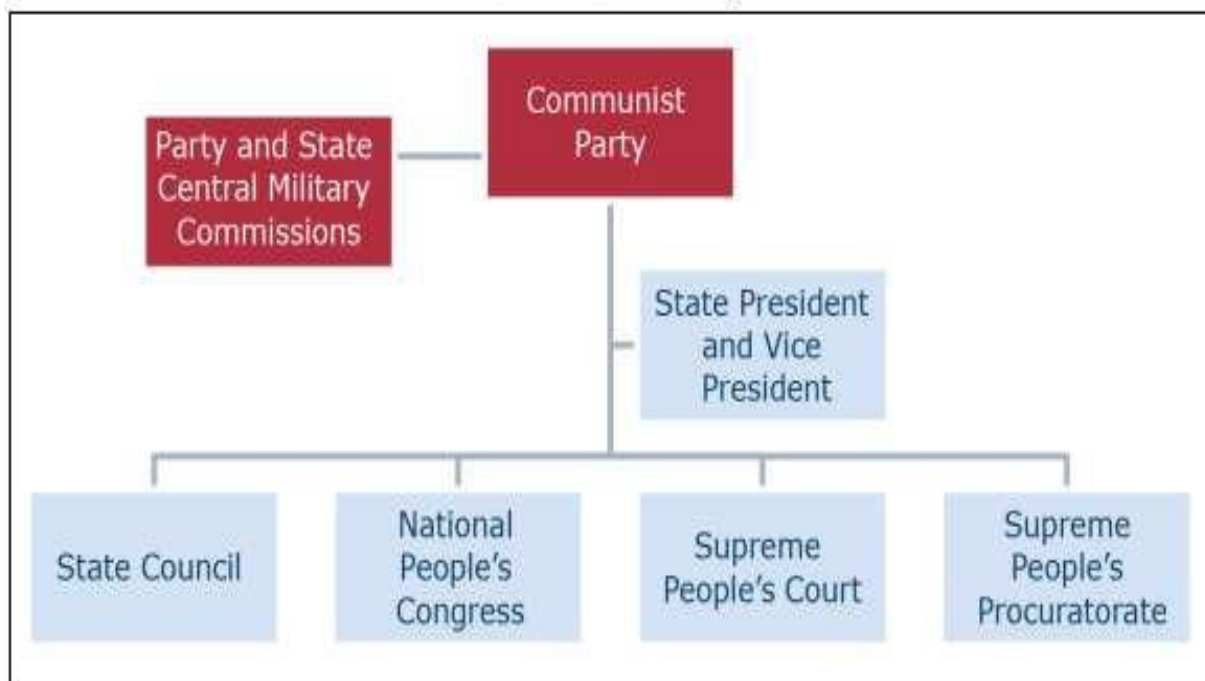 Communist
Party
Party and State
Central Military
Commissions
State President
and Vice
President
State Council
National
People's
Congress
Supreme
People's Court
Supreme
People's
Procuratorate